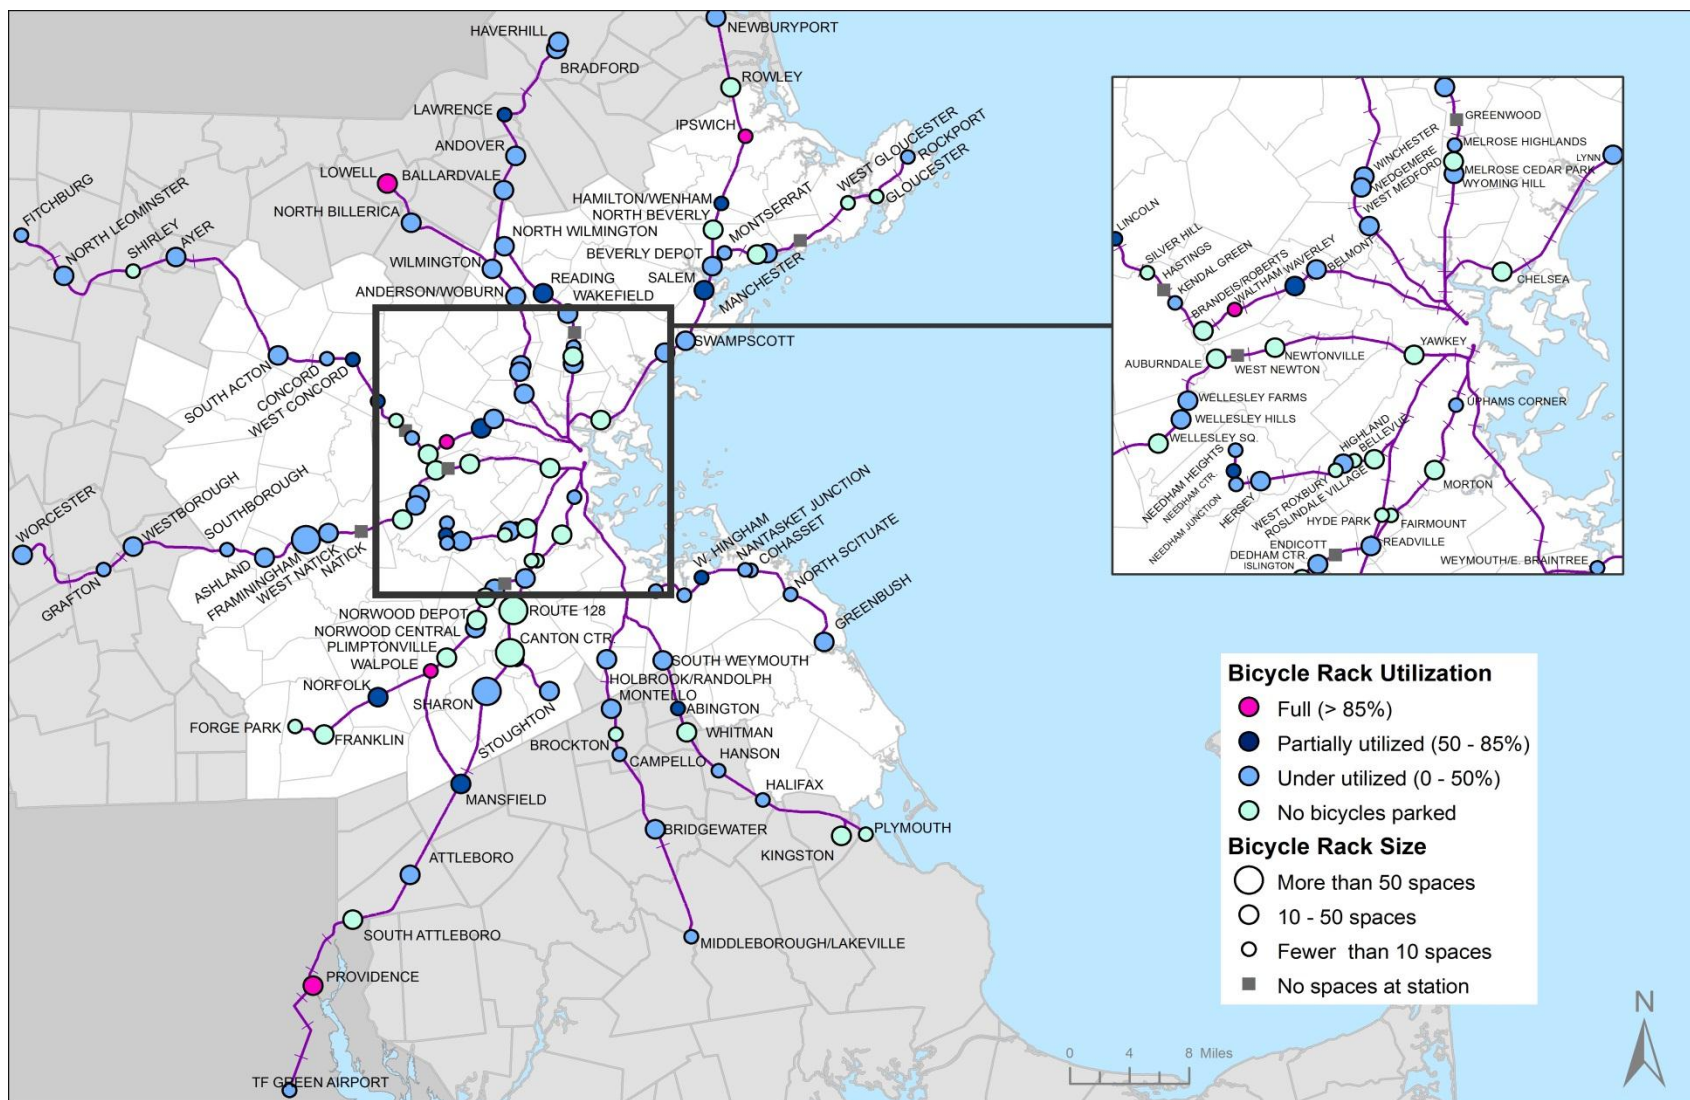 HAVERHILL
BRADFORD
NEWBURYPORT
ROWLEY
LAWRENCE
IPSWICH
ANDOVER
LOWELL
BALLARDVALE
WEST GLOUCESTER
ROCKPORT
GLOUCESTER
FITCHBURG
NORTH LEOMINSTER
SHIRLEY
AYER
NORTH BILLERICA
HAMILTON/WENHAM
NORTH BEVERLY
MONTSERRAT
NORTH WILMINGTON
BEVERLY DEPOT
WILMINGTON
READING
SALEM
MANCHESTER
ANDERSON/WOBURN
WAKEFIELD
SWAMPSCOTT
SOUTH ACTON
CONCORD
WEST CONCORD
WORCESTER
GRAFTON
WESTBOROUGH
SOUTHBOROUGH
ASHLAND
FRAMINGHAM
WEST NATICK
NATICK
W. HINGHAM
NANTASKET JUNCTION
COHASSET
NORTH SCITUATE
GREENBUSH
NORWOOD DEPOT
ROUTE 128
NORWOOD CENTRAL
CANTON CTR.
PLIMPTONVILLE
WALPOLE
SOUTH WEYMOUTH
NORFOLK
SHARON
HOLBROOK/RANDOLPH
MONTELLO
ABINGTON
STOUGHTON
FORGE PARK
FRANKLIN
BROCKTON
WHITMAN
CAMPELLO
HANSON
MANSFIELD
HALIFAX
BRIDGEWATER
PLYMOUTH
KINGSTON
ATTLEBORO
SOUTH ATTLEBORO
MIDDLEBOROUGH/LAKEVILLE
PROVIDENCE
TF GREEN AIRPORT
GREENWOOD
WINCHESTER
WEDGEMERE
WEST MEDFORD
MELROSE HIGHLANDS
LYNN
MELROSE CEDAR PARK
WYOMING HILL
LINCOLN
SILVER HILL
HASTINGS
KENDAL GREEN
BRANDEIS/ROBERTS
WALTHAM
WAVERLEY
BELMONT
CHELSEA
YAWKEY
AUBURNDALE
NEWTONVILLE
WEST NEWTON
WELLESLEY FARMS
UPHAMS CORNER
WELLESLEY HILLS
WELLESLEY SQ.
HIGHLAND
BELLEVUE
NEEDHAM HEIGHTS
NEEDHAM CTR.
NEEDHAM JUNCTION
HERSEY
WEST ROXBURY
ROSLINDALE VILLAGE
MORTON
HYDE PARK
FAIRMOUNT
ENDICOTT
READVILLE
DEDHAM CTR.
ISLINGTON
WEYMOUTH/E. BRAINTREE
Bicycle Rack Utilization
Full (> 85%)
Partially utilized (50 - 85%)
Under utilized (0 - 50%)
No bicycles parked
Bicycle Rack Size
More than 50 spaces
10 - 50 spaces
Fewer than 10 spaces
No spaces at station
N
0 4 8 Miles